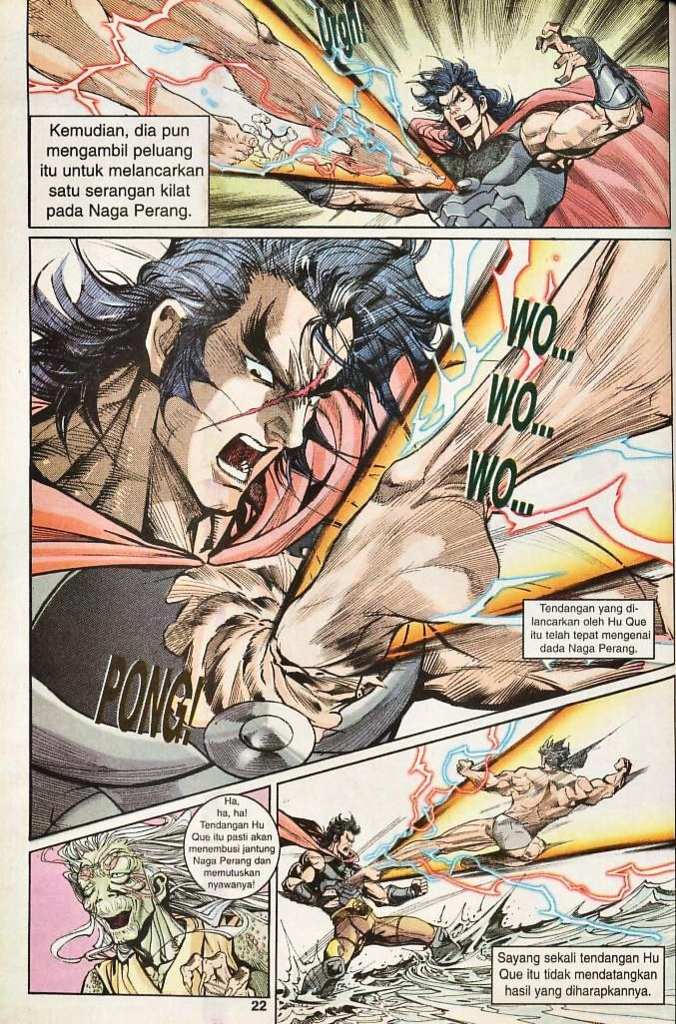 Urgh!
Kemudian, dia pun
mengambil peluang
itu untuk melancarkan
satu serangan kilat
pada Naga Perang.
WO...
WO...
WO...
Tendangan yang di-
lancarkan oleh Hu Que
itu telah tepat mengenai
dada Naga Perang.
PONG!
Ha,
ha, ha!
Tendangan Hu
Que itu pasti akan
menembusi jantung
Naga Perang dan
memutuskan
nyawanya!
Sayang sekali tendangan Hu
Que itu tidak mendatangkan
hasil yang diharapkannya.
22